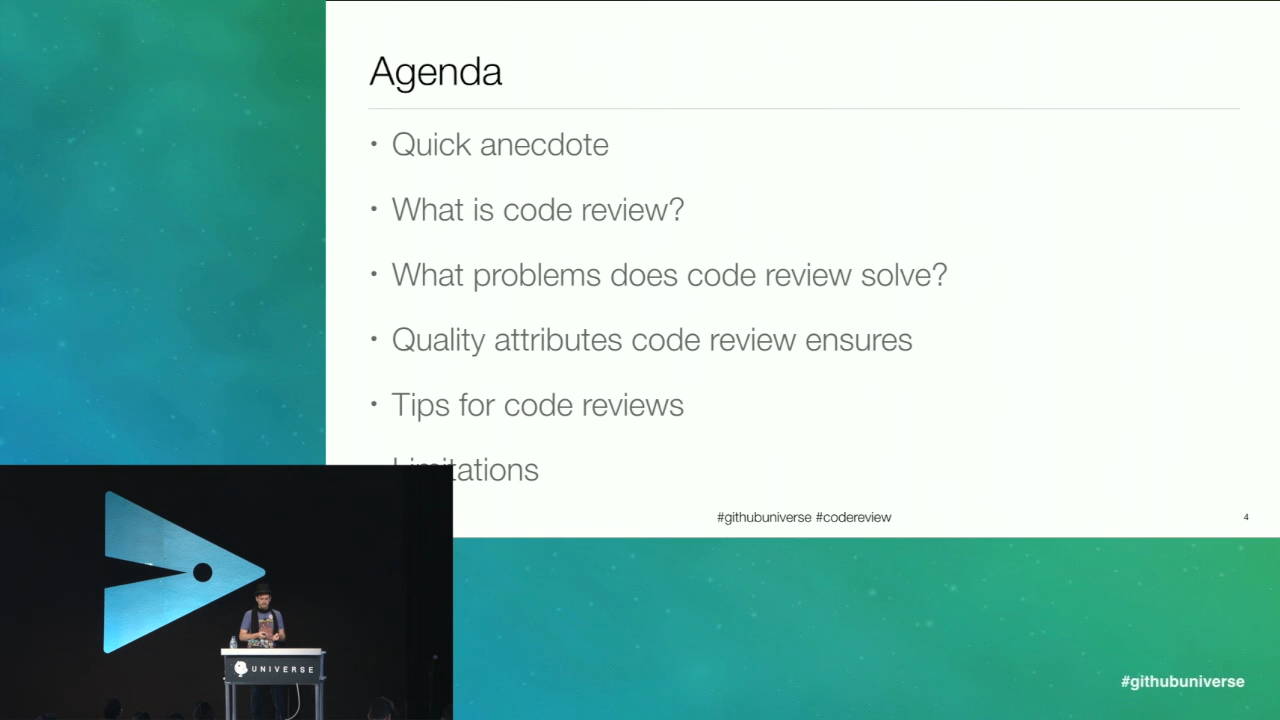 Agenda
• Quick anecdote
• What is code review?
• What problems does code review solve?
• Quality attributes code review ensures
• Tips for code reviews
Limitations
#githubuniverse #codereview
4
UNIVERSE
#githubuniverse